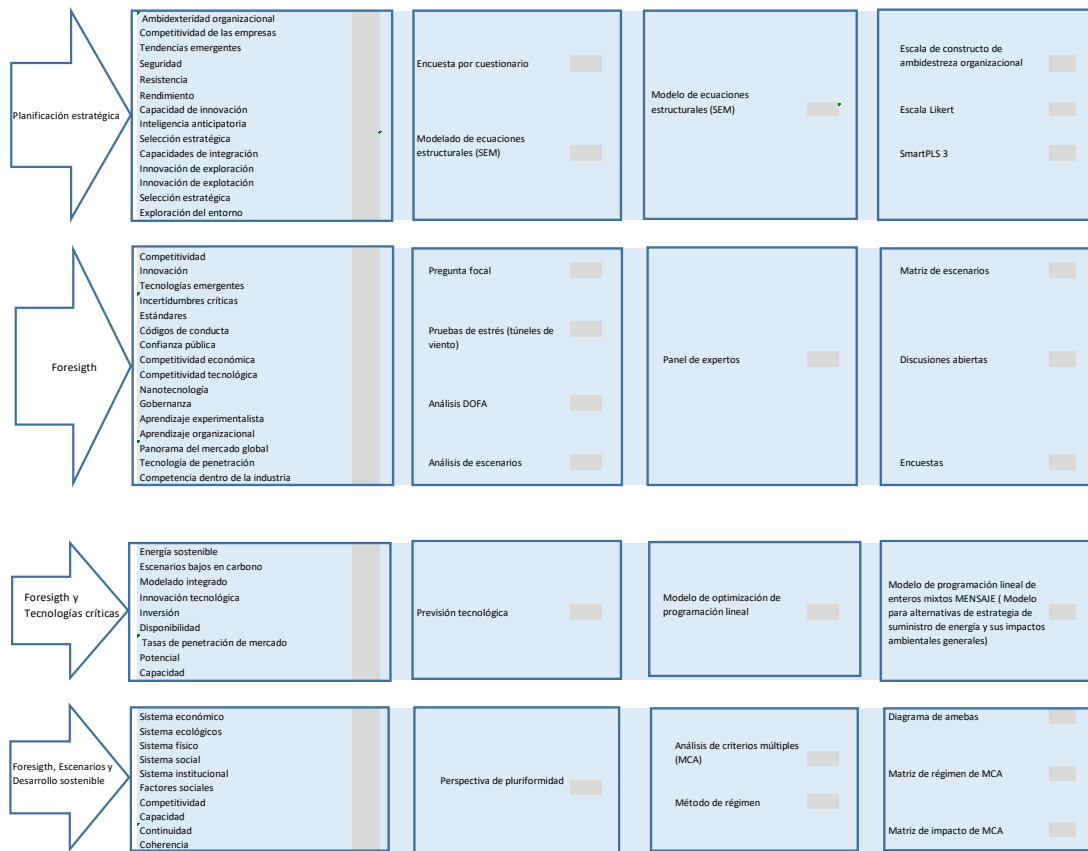 Planificación estratégica
Ambidexteridad organizacional
Competitividad de las empresas
Tendencias emergentes
Seguridad
Resistencia
Rendimiento
Capacidad de innovación
Inteligencia anticipatoria
Selección estratégica
Capacidades de integración
Innovación de exploración
Innovación de explotación
Selección estratégica
Exploración del entorno
Encuesta por cuestionario
Modelado de ecuaciones
estructurales (SEM)
Modelo de ecuaciones
estructurales (SEM)
Escala de constructo de
ambidestreza organizacional
Escala Likert
SmartPLS 3
Foresigth
Competitividad
Innovación
Tecnologías emergentes
Incertidumbres críticas
Estándares
Códigos de conducta
Confianza pública
Competitividad económica
Competitividad tecnológica
Nanotecnología
Gobernanza
Aprendizaje experimentalista
Aprendizaje organizacional
Panorama del mercado global
Tecnología de penetración
Competencia dentro de la industria
Pregunta focal
Pruebas de estrés (túneles de
viento)
Análisis DOFA
Análisis de escenarios
Panel de expertos
Matriz de escenarios
Discusiones abiertas
Encuestas
Foresigth y
Tecnologías críticas
Energía sostenible
Escenarios bajos en carbono
Modelado integrado
Innovación tecnológica
Inversión
Disponibilidad
Tasas de penetración de mercado
Potencial
Capacidad
Previsión tecnológica
Modelo de optimización de
programación lineal
Modelo de programación lineal de
enteros mixtos MENSAJE ( Modelo
para alternativas de estrategia de
suministro de energía y sus impactos
ambientales generales)
Foresigth, Escenarios y
Desarrollo sostenible
Sistema económico
Sistema ecológicos
Sistema físico
Sistema social
Sistema institucional
Factores sociales
Competitividad
Capacidad
Continuidad
Coherencia
Perspectiva de pluriformidad
Análisis de criterios múltiples
(MCA)
Método de régimen
Diagrama de amebas
Matriz de régimen de MCA
Matriz de impacto de MCA